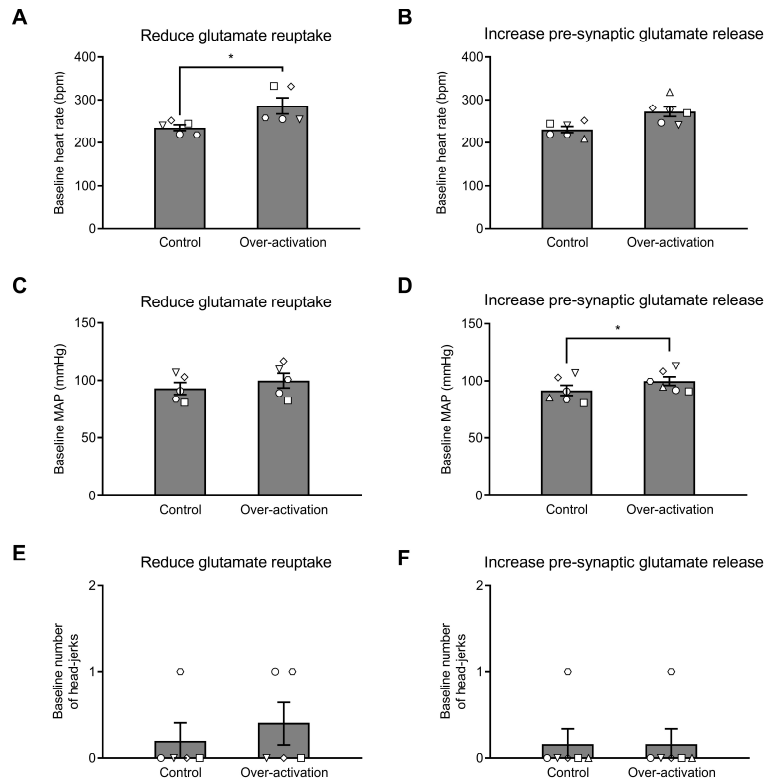 A
Reduce glutamate reuptake
*
Baseline heart rate (bpm)
400
300
200
100
0
Control
Over-activation
B
Increase pre-synaptic glutamate release
Baseline heart rate (bpm)
400
300
200
100
0
Control
Over-activation
C
Reduce glutamate reuptake
Baseline MAP (mmHg)
150
100
50
0
Control
Over-activation
D
Increase pre-synaptic glutamate release
*
Baseline MAP (mmHg)
150
100
50
0
Control
Over-activation
E
Reduce glutamate reuptake
Baseline number
of head-jerks
2
1
0
Control
Over-activation
F
Increase pre-synaptic glutamate release
Baseline number
of head-jerks
2
1
0
Control
Over-activation